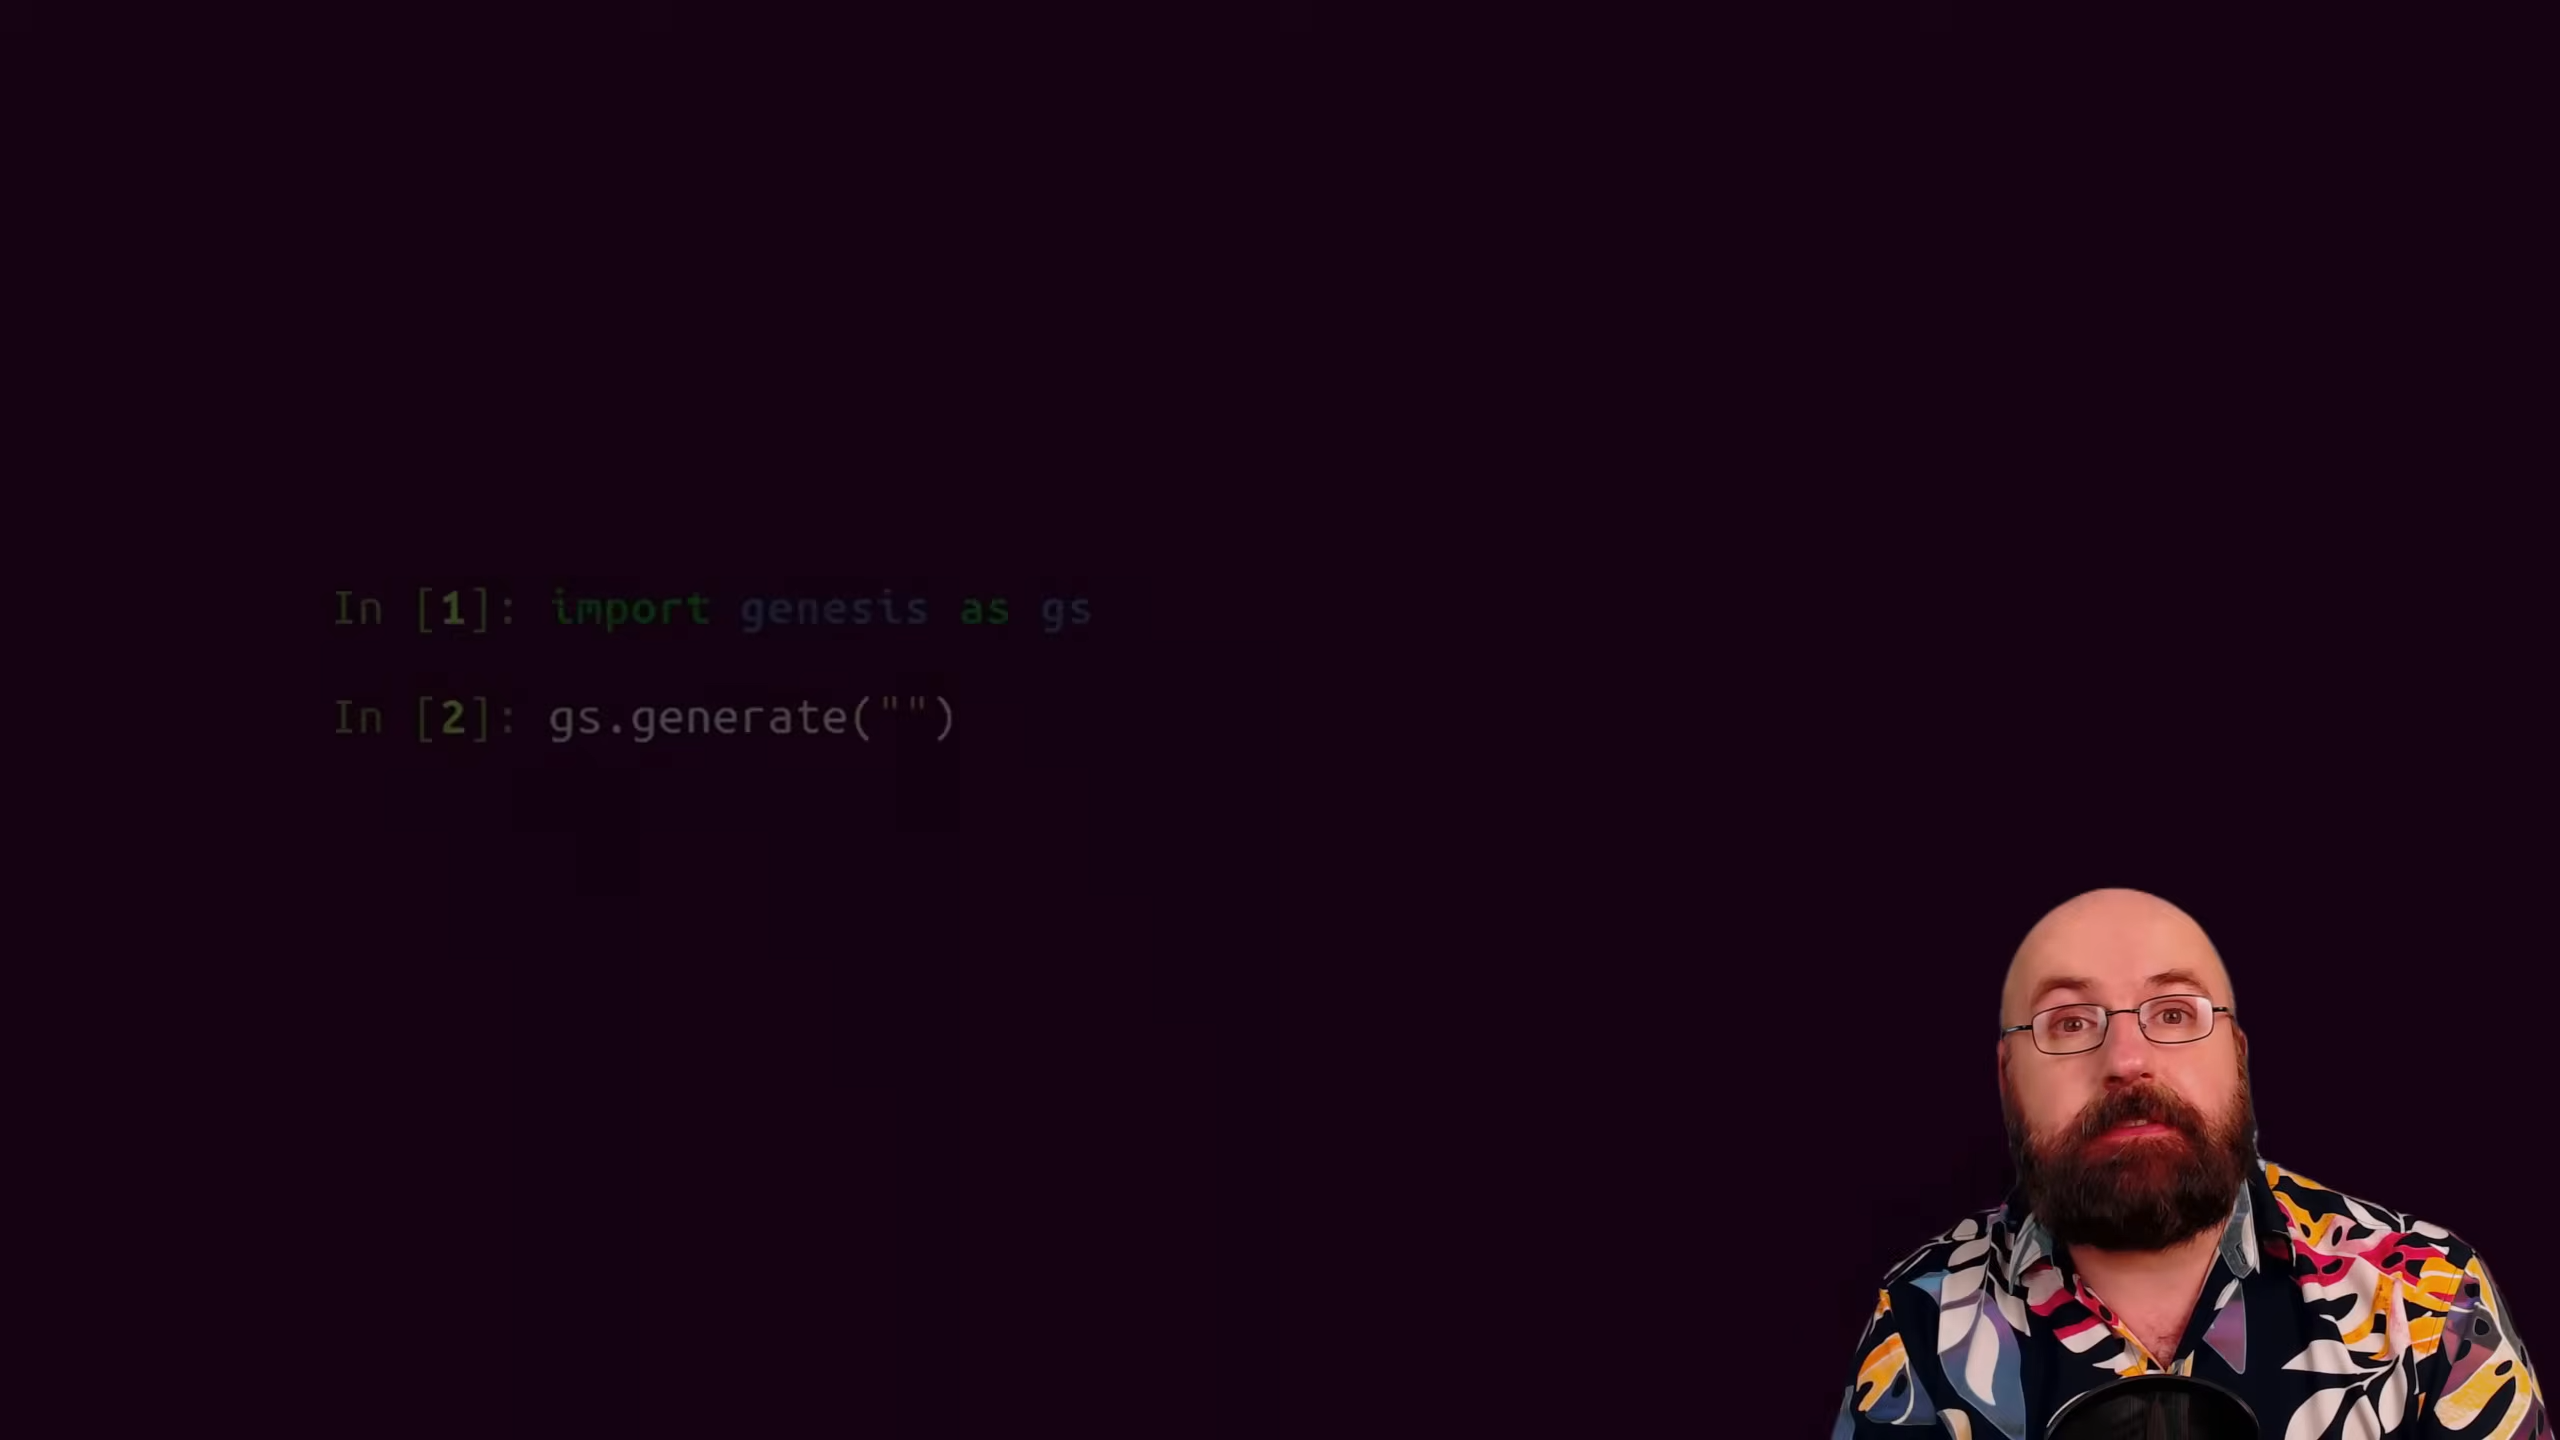 In [1]: import genesis as gs
In [2]: gs.generate("")